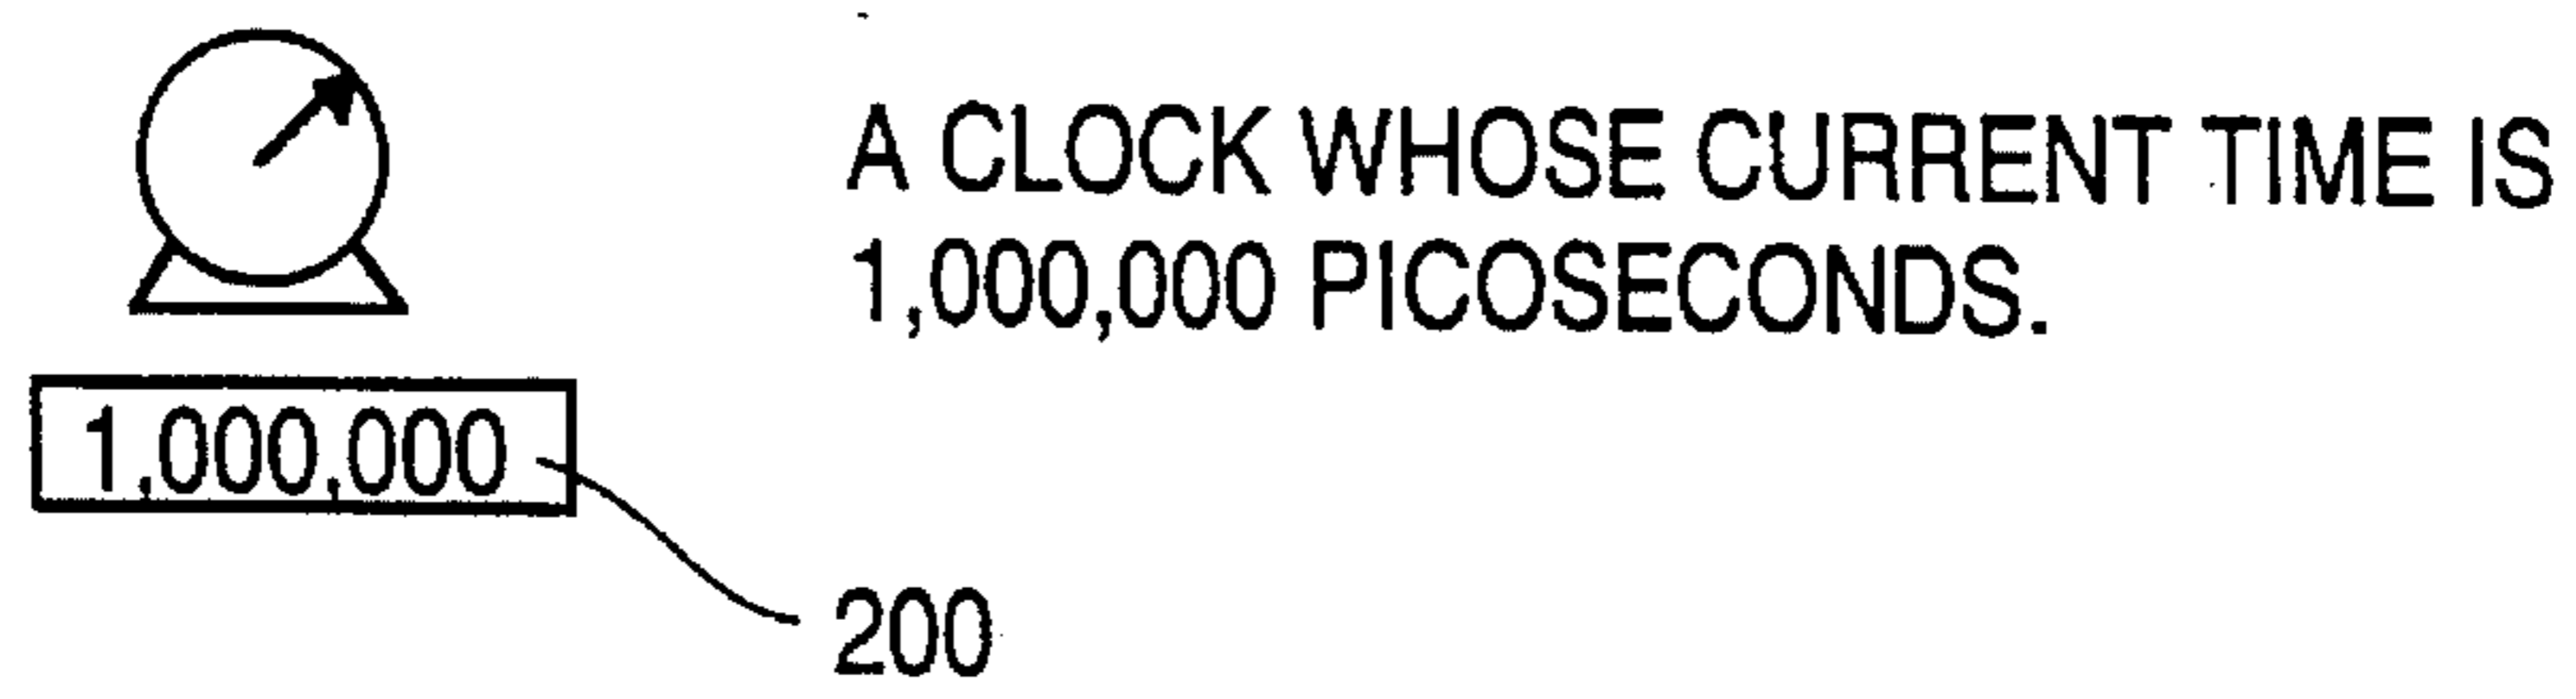 A CLOCK WHOSE CURRENT TIME IS
1,000,000 PICOSECONDS.
1,000,000
200